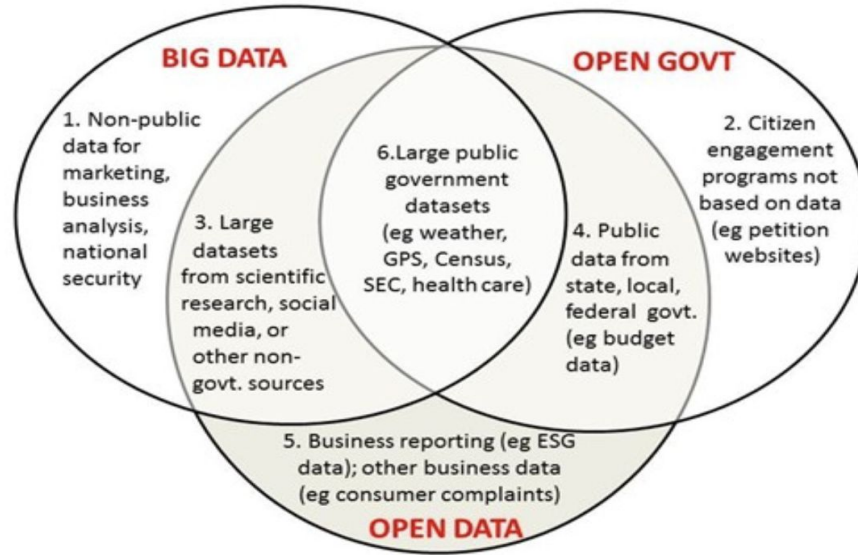 BIG DATA
OPEN GOVT
1. Non-public
data for
marketing,
business
analysis,
national
security
2. Citizen
engagement
programs not
based on data
(eg petition
websites)
6.Large public
government
datasets
(eg weather,
GPS, Census,
SEC, health care)
3. Large
datasets
from scientific
research, social
media, or
other non-
govt. sources
4. Public
data from
state, local,
federal govt.
(eg budget
data)
5. Business reporting (eg ESG
data); other business data
(eg consumer complaints)
OPEN DATA